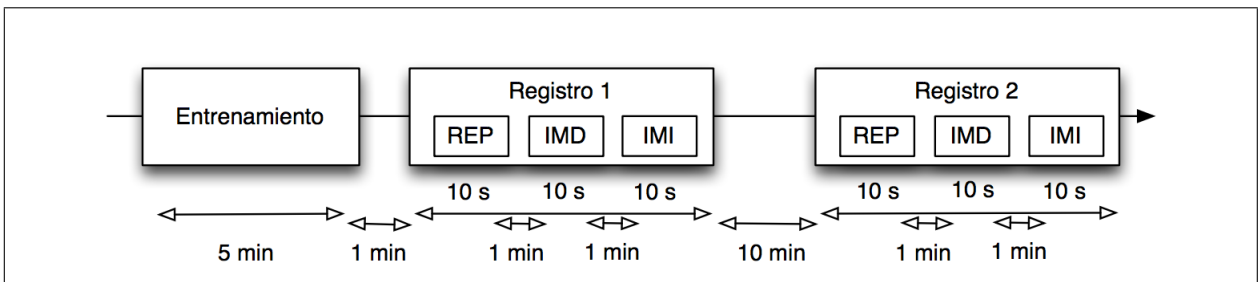 Entrenamiento
Registro 1
Registro 2
REP IMD IMI
REP IMD IMI
10 s 10 s 10 s
10 s 10 s 10 s
5 min 1 min 1 min 1 min 10 min 1 min 1 min